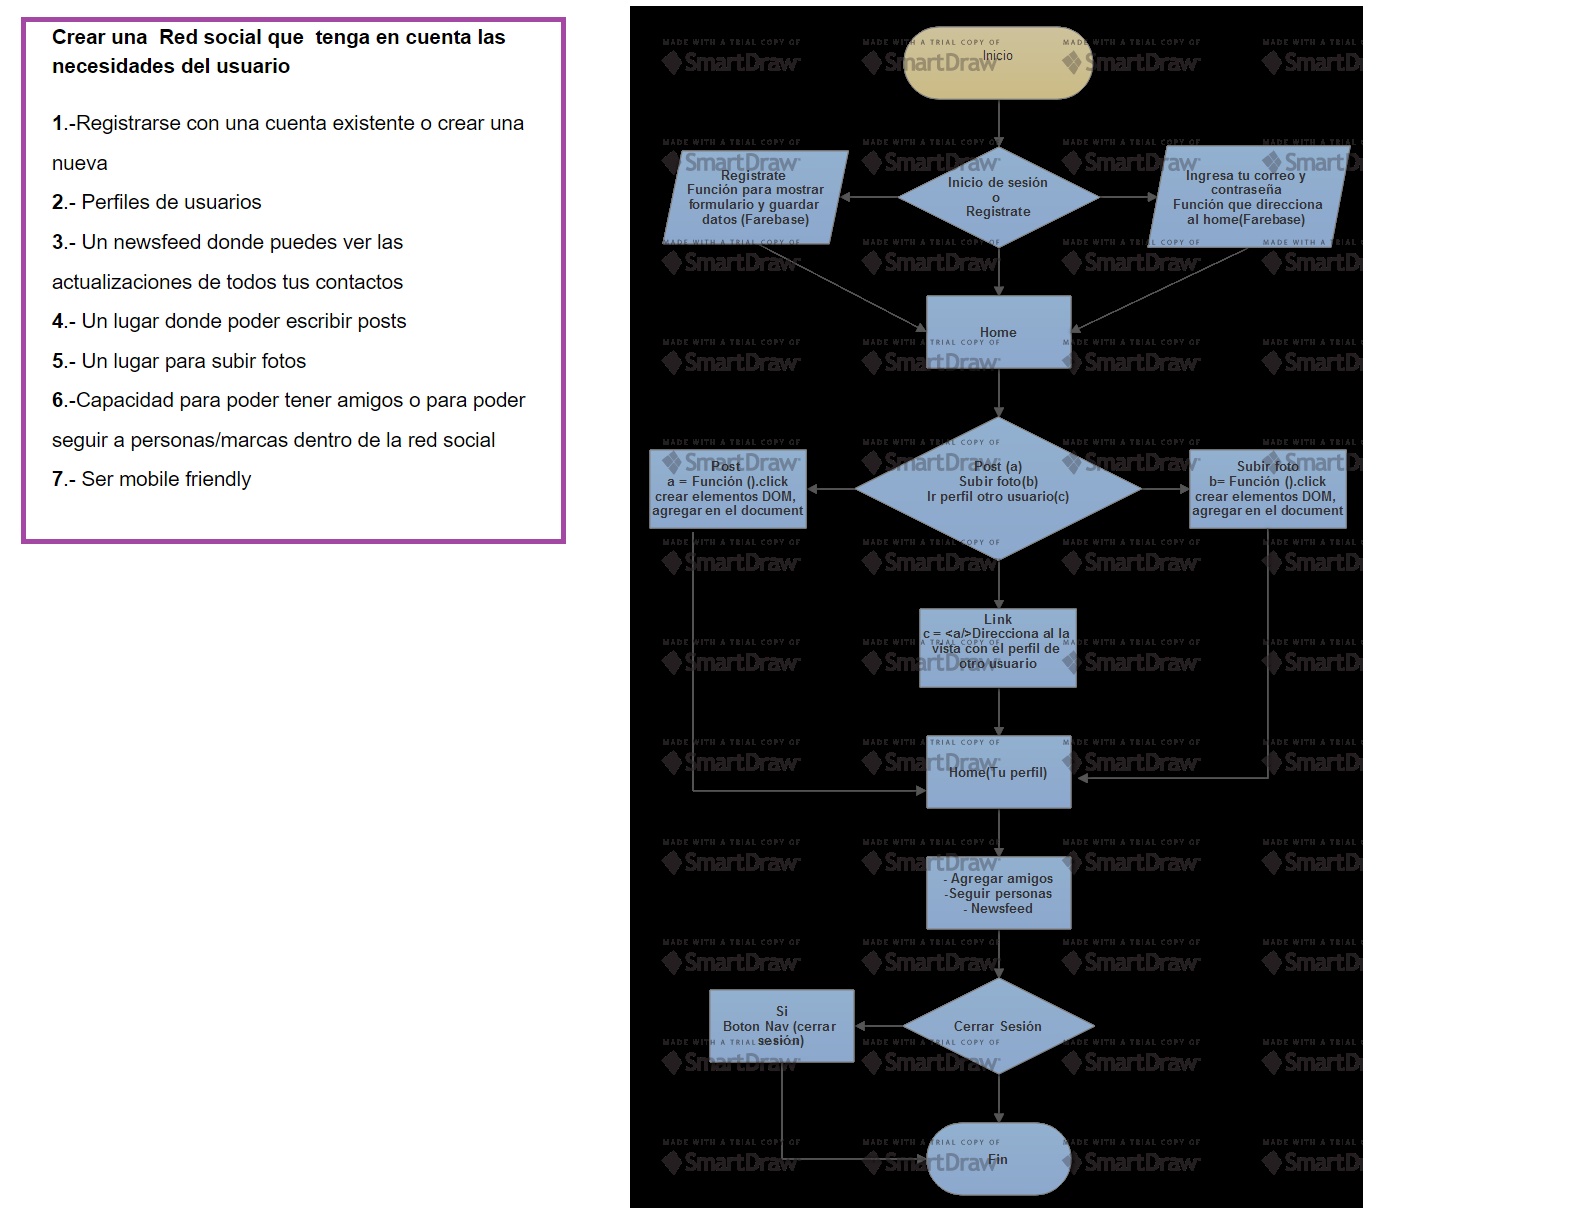 Crear una  Red social que  tenga en cuenta las
necesidades del usuario
1.-Registrarse con una cuenta existente o crear una
nueva
2.- Perfiles de usuarios
3.- Un newsfeed donde puedes ver las
actualizaciones de todos tus contactos
4.- Un lugar donde poder escribir posts
5.- Un lugar para subir fotos
6.-Capacidad para poder tener amigos o para poder
seguir a personas/marcas dentro de la red social
7.- Ser mobile friendly
MADE WITH A TRIAL COPY OF
SmartDraw
Inicio
Registrate
Función para mostrar
formulario y guardar
datos (Farebase)
Inicio de sesión
o
Registrate
Ingresa tu correo y
contraseña
Función que direcciona
al home(Farebase)
Home
Post
a = Función ().click
crear elementos DOM,
agregar en el document
Post (a)
Subir foto(b)
Ir perfil otro usuario(c)
Subir foto
b= Función ().click
crear elementos DOM,
agregar en el document
Link
c = <a/>Direcciona al la
vista con el perfil de
otro usuario
Home(Tu perfil)
- Agregar amigos
-Seguir personas
- Newsfeed
Si
Boton Nav (cerrar
sesión)
Cerrar Sesión
Fin